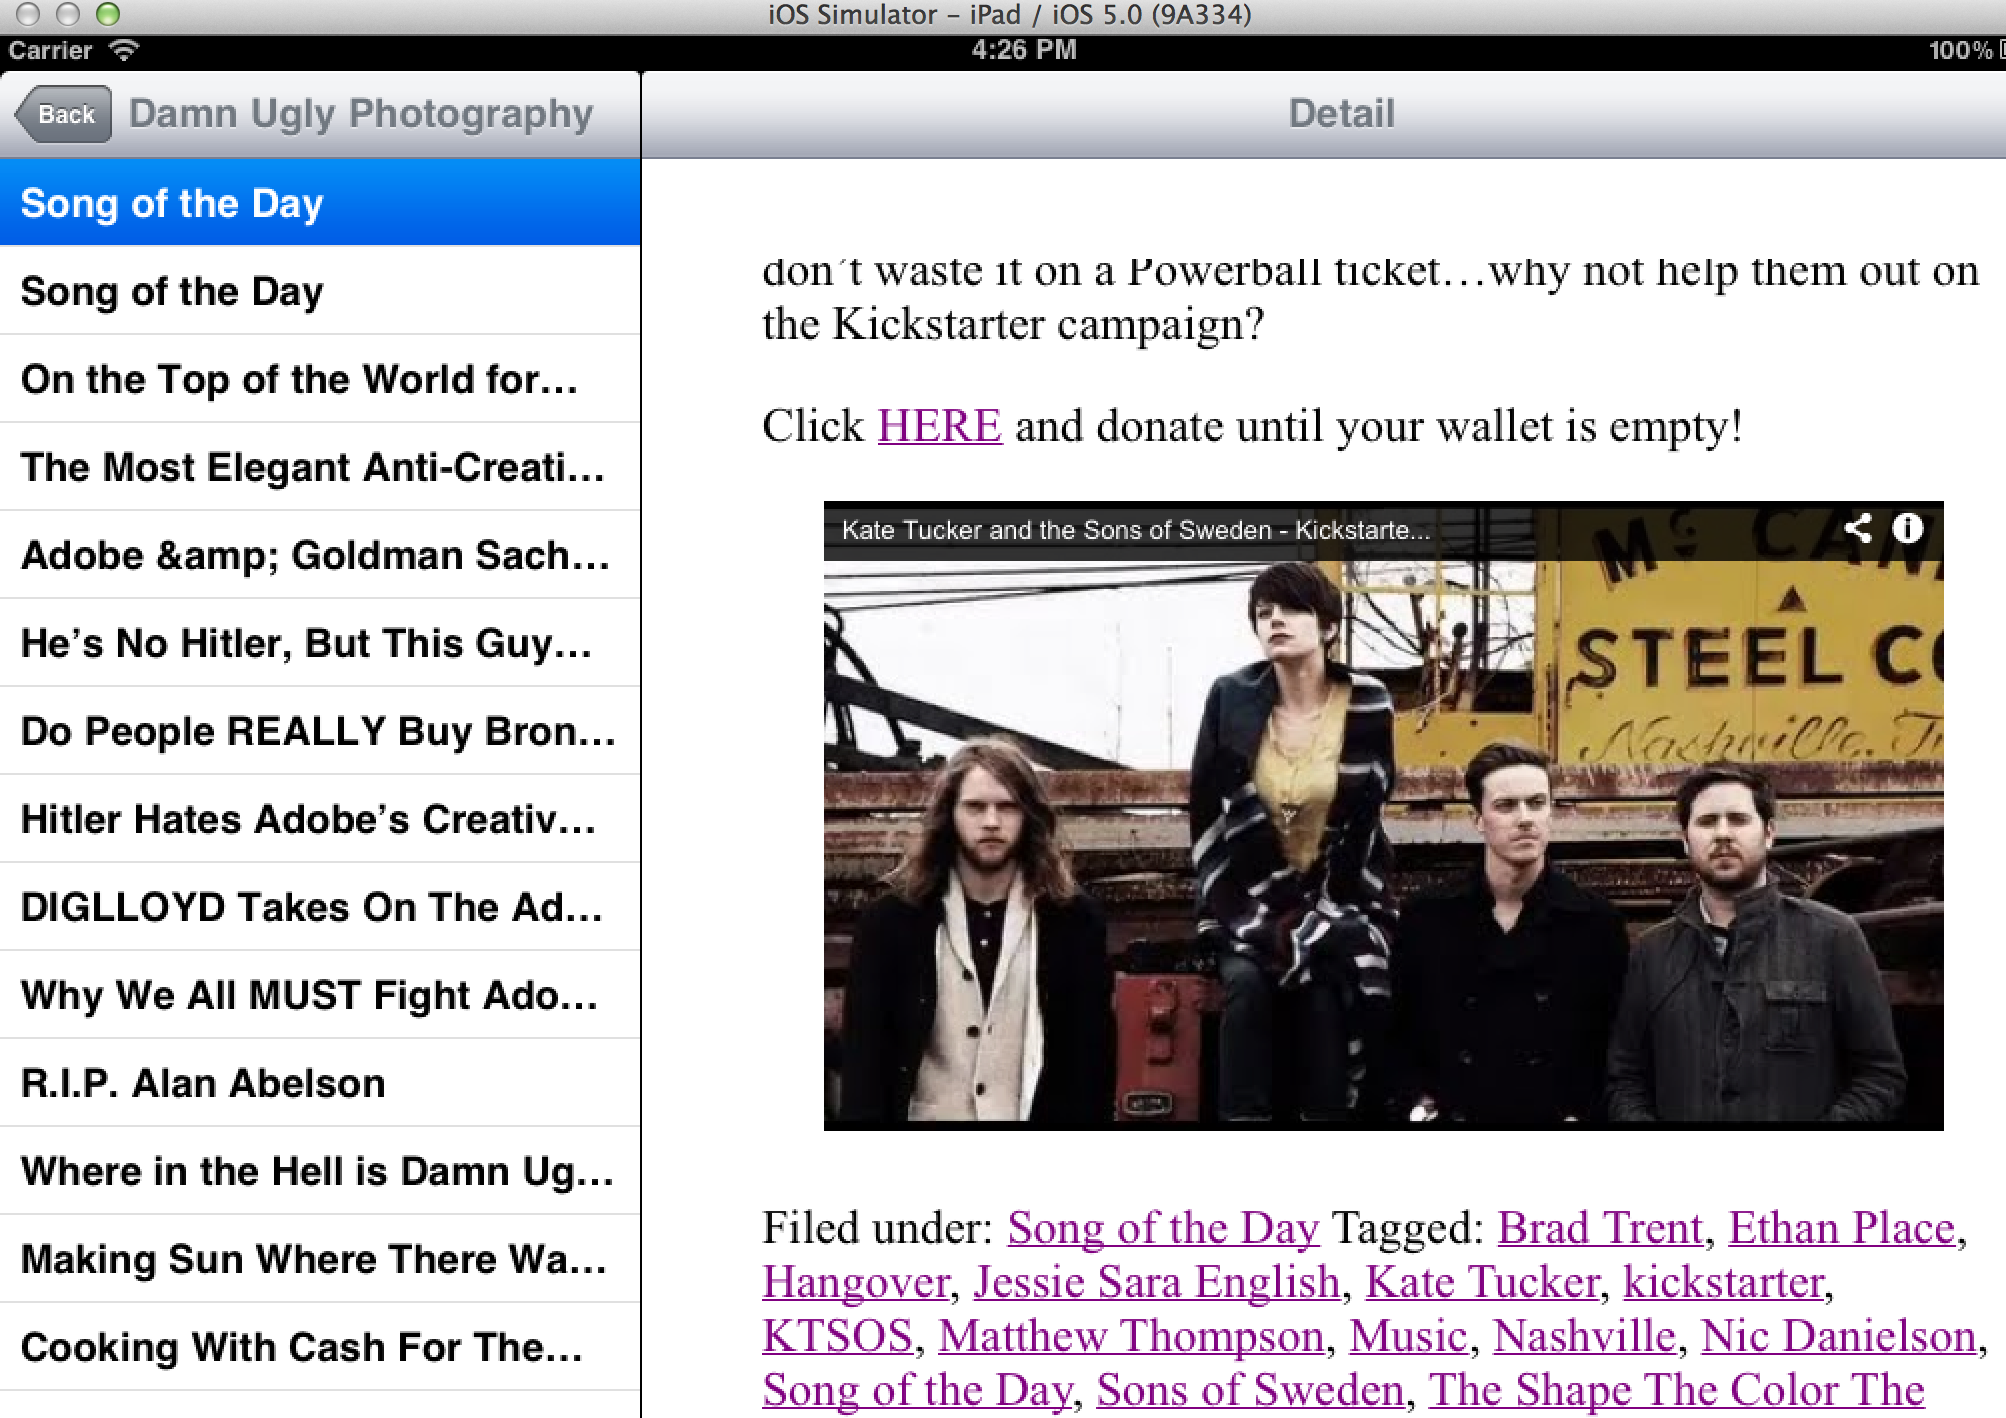 iOS Simulator – iPad / iOS 5.0 (9A334)
Carrier
4:26 PM
100%
Back
Damn Ugly Photography
Song of the Day
Song of the Day
On the Top of the World for...
The Most Elegant Anti-Creati...
Adobe &amp; Goldman Sach...
He’s No Hitler, But This Guy...
Do People REALLY Buy Bron...
Hitler Hates Adobe’s Creativ...
DIGLLOYD Takes On The Ad...
Why We All MUST Fight Ado...
R.I.P. Alan Abelson
Where in the Hell is Damn Ug...
Making Sun Where There Wa...
Cooking With Cash For The...
Detail
don’t waste it on a Powerball ticket…why not help them out on
the Kickstarter campaign?
Click HERE and donate until your wallet is empty!
Kate Tucker and the Sons of Sweden - Kickstarte...
Mc CANN
STEEL CO
Nashville, T
Filed under: Song of the Day Tagged: Brad Trent, Ethan Place,
Hangover, Jessie Sara English, Kate Tucker, kickstarter,
KTSOS, Matthew Thompson, Music, Nashville, Nic Danielson,
Song of the Day, Sons of Sweden, The Shape The Color The